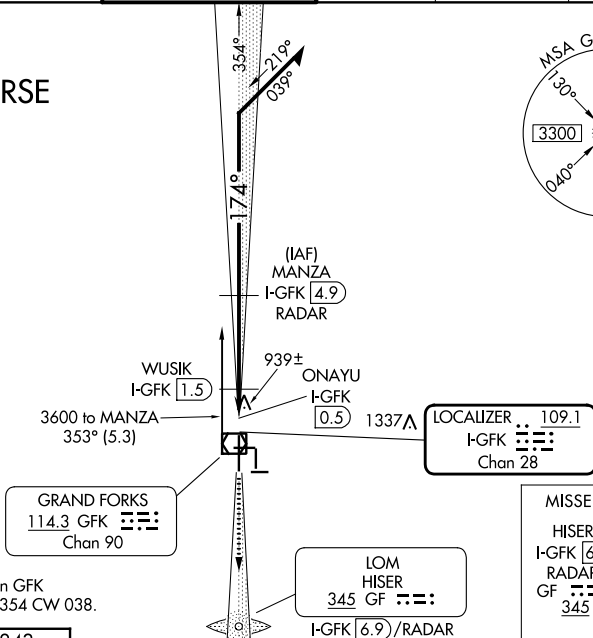 RSE
354°
219°
039°
174°
MSA G
130°
3300
040°
(IAF)
MANZA
I-GFK 4.9
RADAR
WUSIK
I-GFK 1.5
939±
ONAYU
I-GFK
0.5
3600 to MANZA
353° (5.3)
1337
LOCALIZER 109.1
I-GFK
Chan 28
GRAND FORKS
114.3 GFK
Chan 90
LOM
HISER
345 GF
I-GFK 6.9/RADAR
MISSE
HISER
I-GFK 6
RADAR
GF
345
n GFK
354 CW 038.